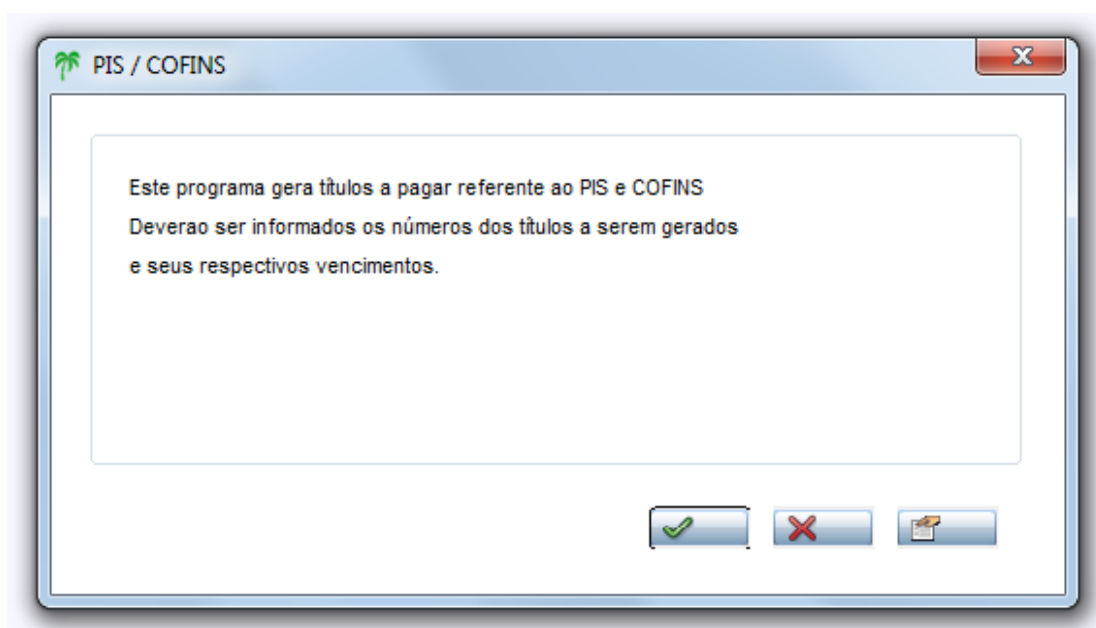 PIS / COFINS
Este programa gera títulos a pagar referente ao PIS e COFINS
Deverao ser informados os números dos títulos a serem gerados
e seus respectivos vencimentos.